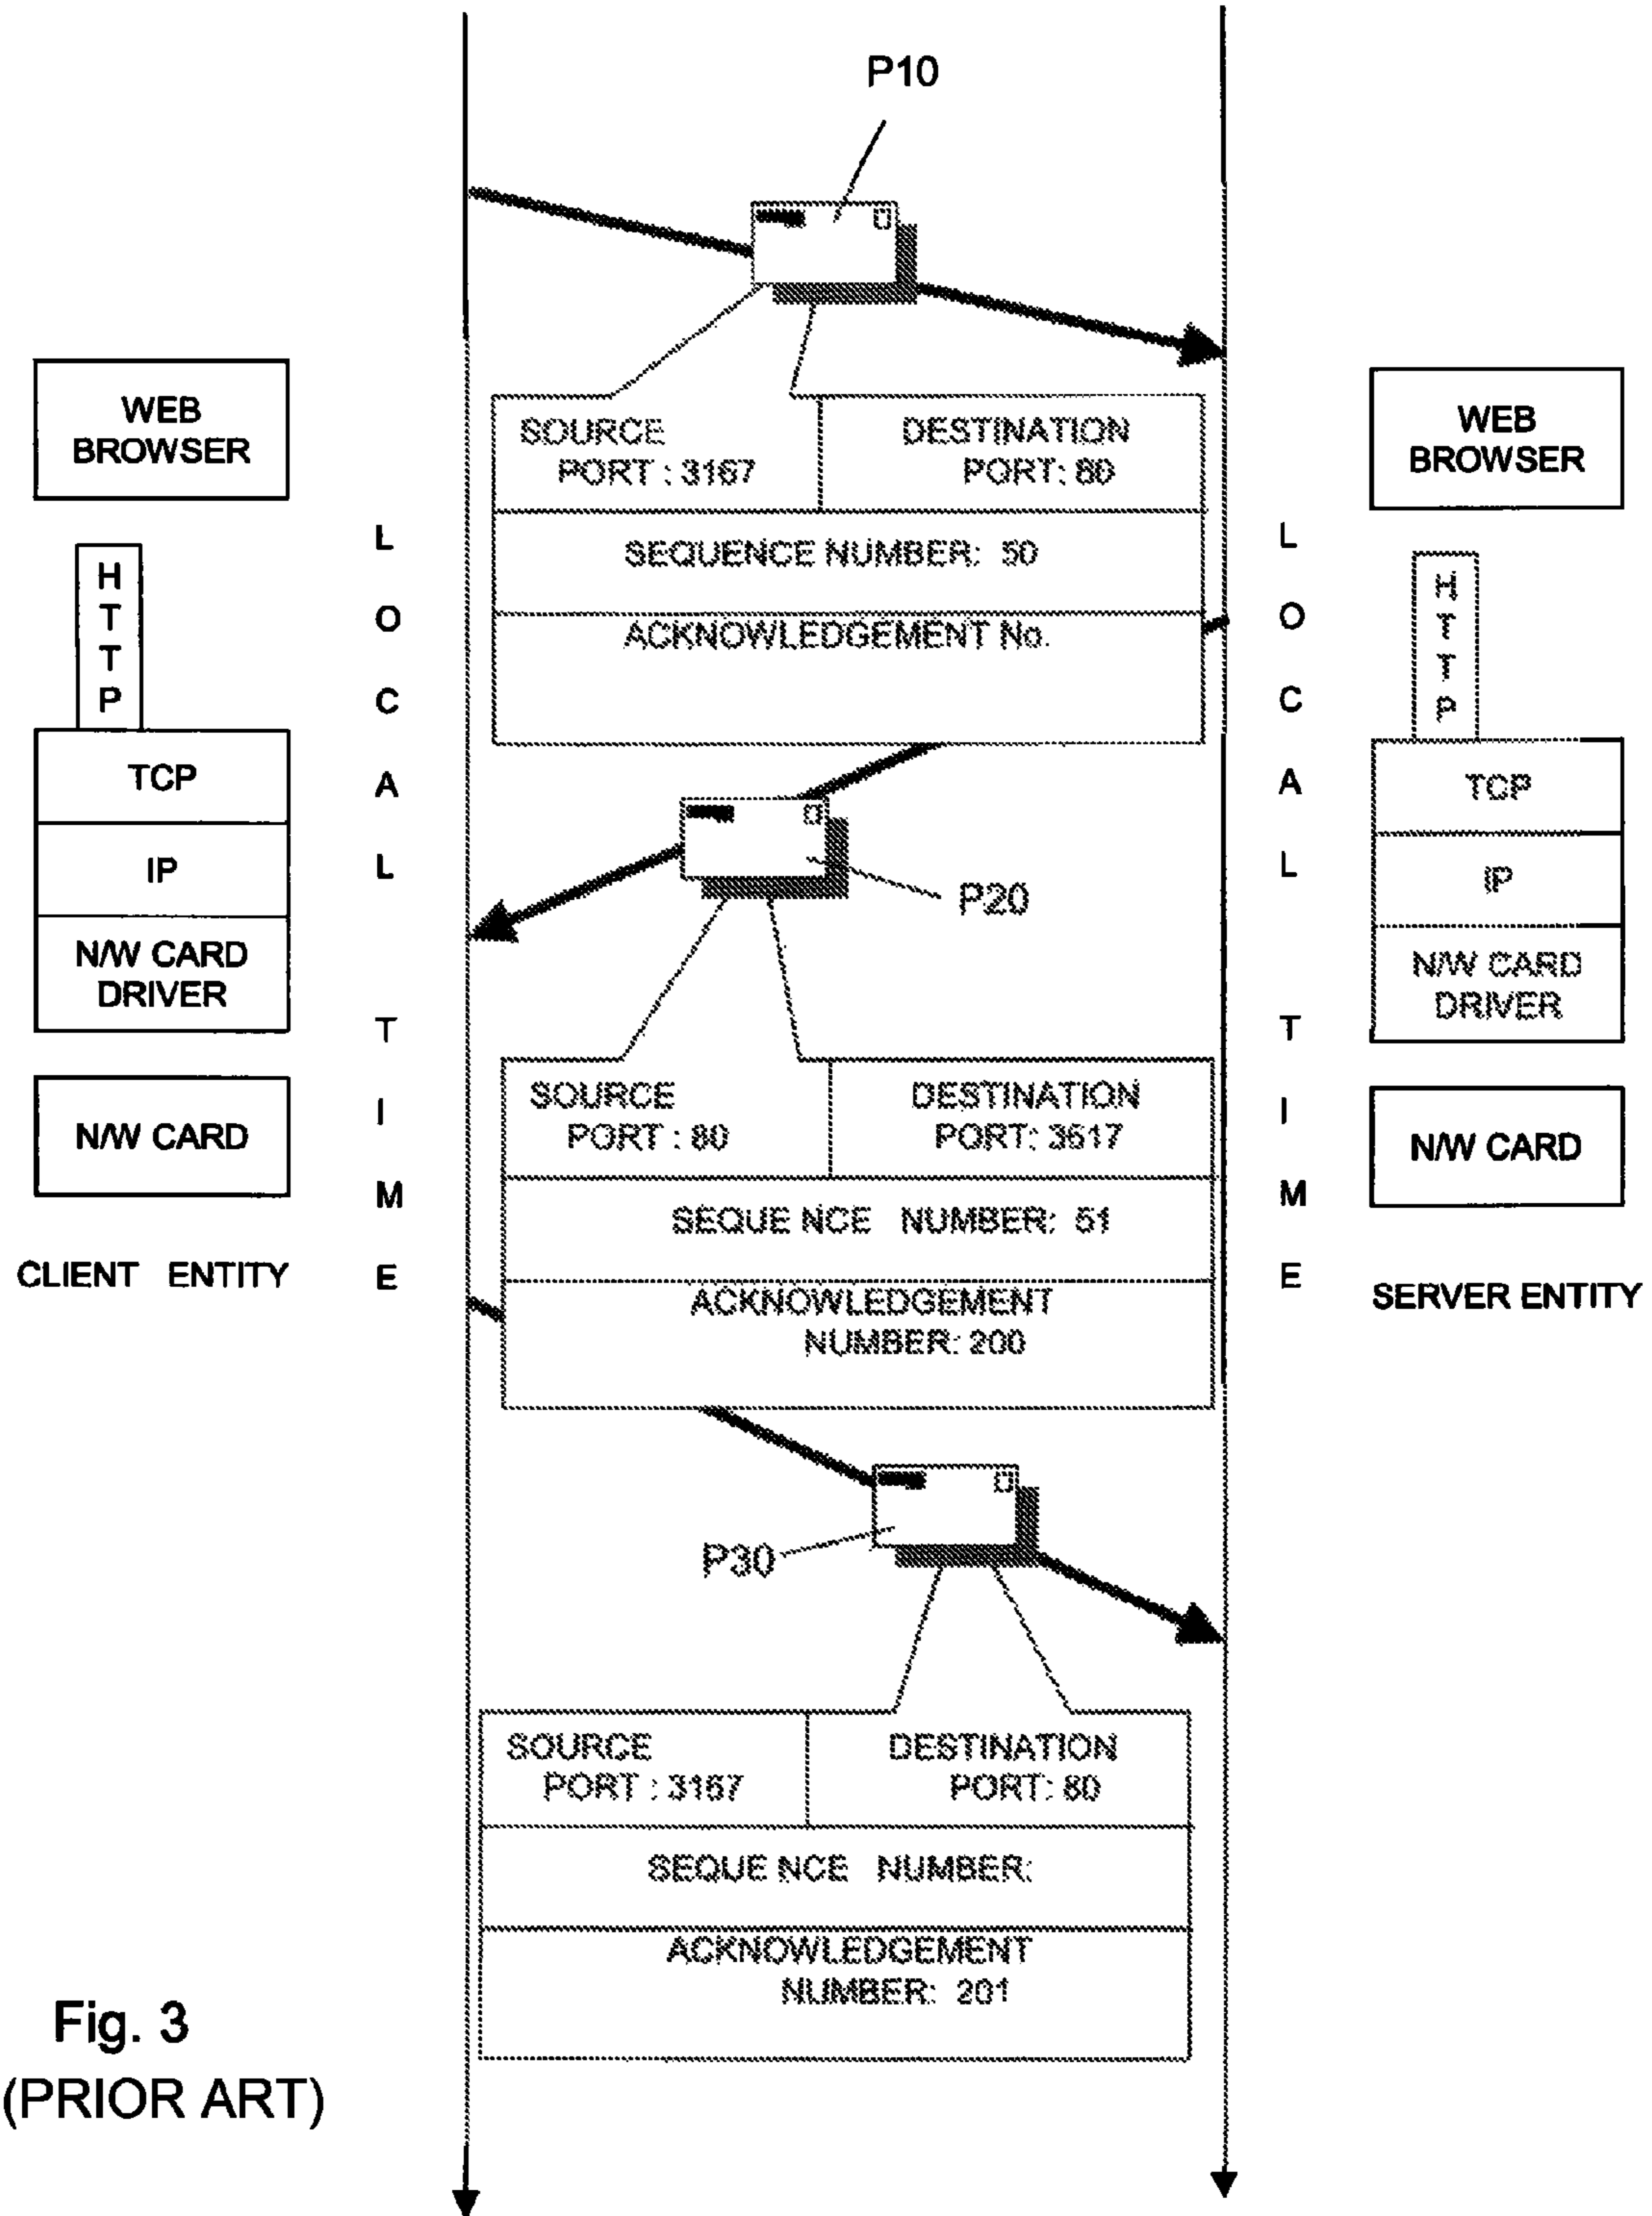 P10
WEB
BROWSER
H
T
T
P
TCP
IP
N/W CARD
DRIVER
N/W CARD
CLIENT ENTITY
L
O
C
A
L
T
I
M
E
SOURCE
PORT : 3167
DESTINATION
PORT: 80
SEQUENCE NUMBER: 50
ACKNOWLEDGEMENT No.
P20
SOURCE
PORT : 80
DESTINATION
PORT: 3617
SEQUE NCE NUMBER: 51
ACKNOWLEDGEMENT
NUMBER: 200
P30
SOURCE
PORT : 3167
DESTINATION
PORT: 80
SEQUE NCE NUMBER:
ACKNOWLEDGEMENT
NUMBER: 201
L
O
C
A
L
T
I
M
E
WEB
BROWSER
H
T
T
P
TCP
IP
N/W CARD
DRIVER
N/W CARD
SERVER ENTITY
Fig. 3
(PRIOR ART)